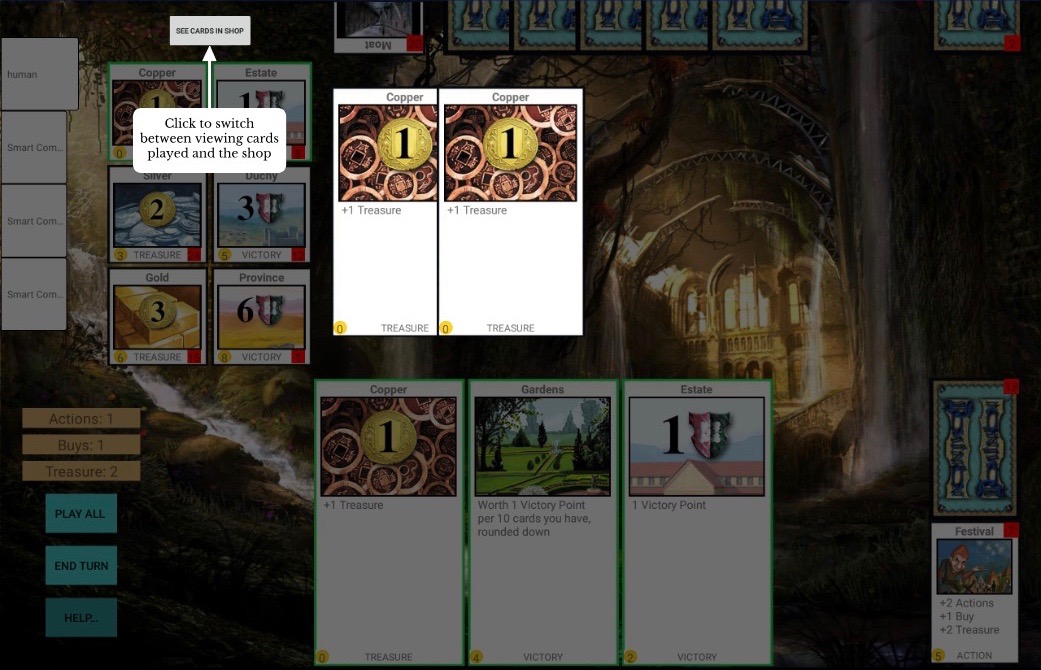 SEE CARDS IN SHOP
Moat
human
Smart Com...
Smart Com...
Smart Com...
Copper
1
0
Estate
1
Click to switch
between viewing cards
played and the shop
Silver
2
3 TREASURE
Duchy
3
5 VICTORY
Gold
3
6 TREASURE
Province
6
8 VICTORY
Copper
1
+1 Treasure
0 TREASURE
Copper
1
+1 Treasure
0 TREASURE
Actions: 1
Buys: 1
Treasure: 2
PLAY ALL
END TURN
HELP...
Copper
1
+1 Treasure
0 TREASURE
Gardens
Worth 1 Victory Point
per 10 cards you have,
rounded down
4 VICTORY
Estate
1
1 Victory Point
2 VICTORY
Festival
+2 Actions
+1 Buy
+2 Treasure
5 ACTION